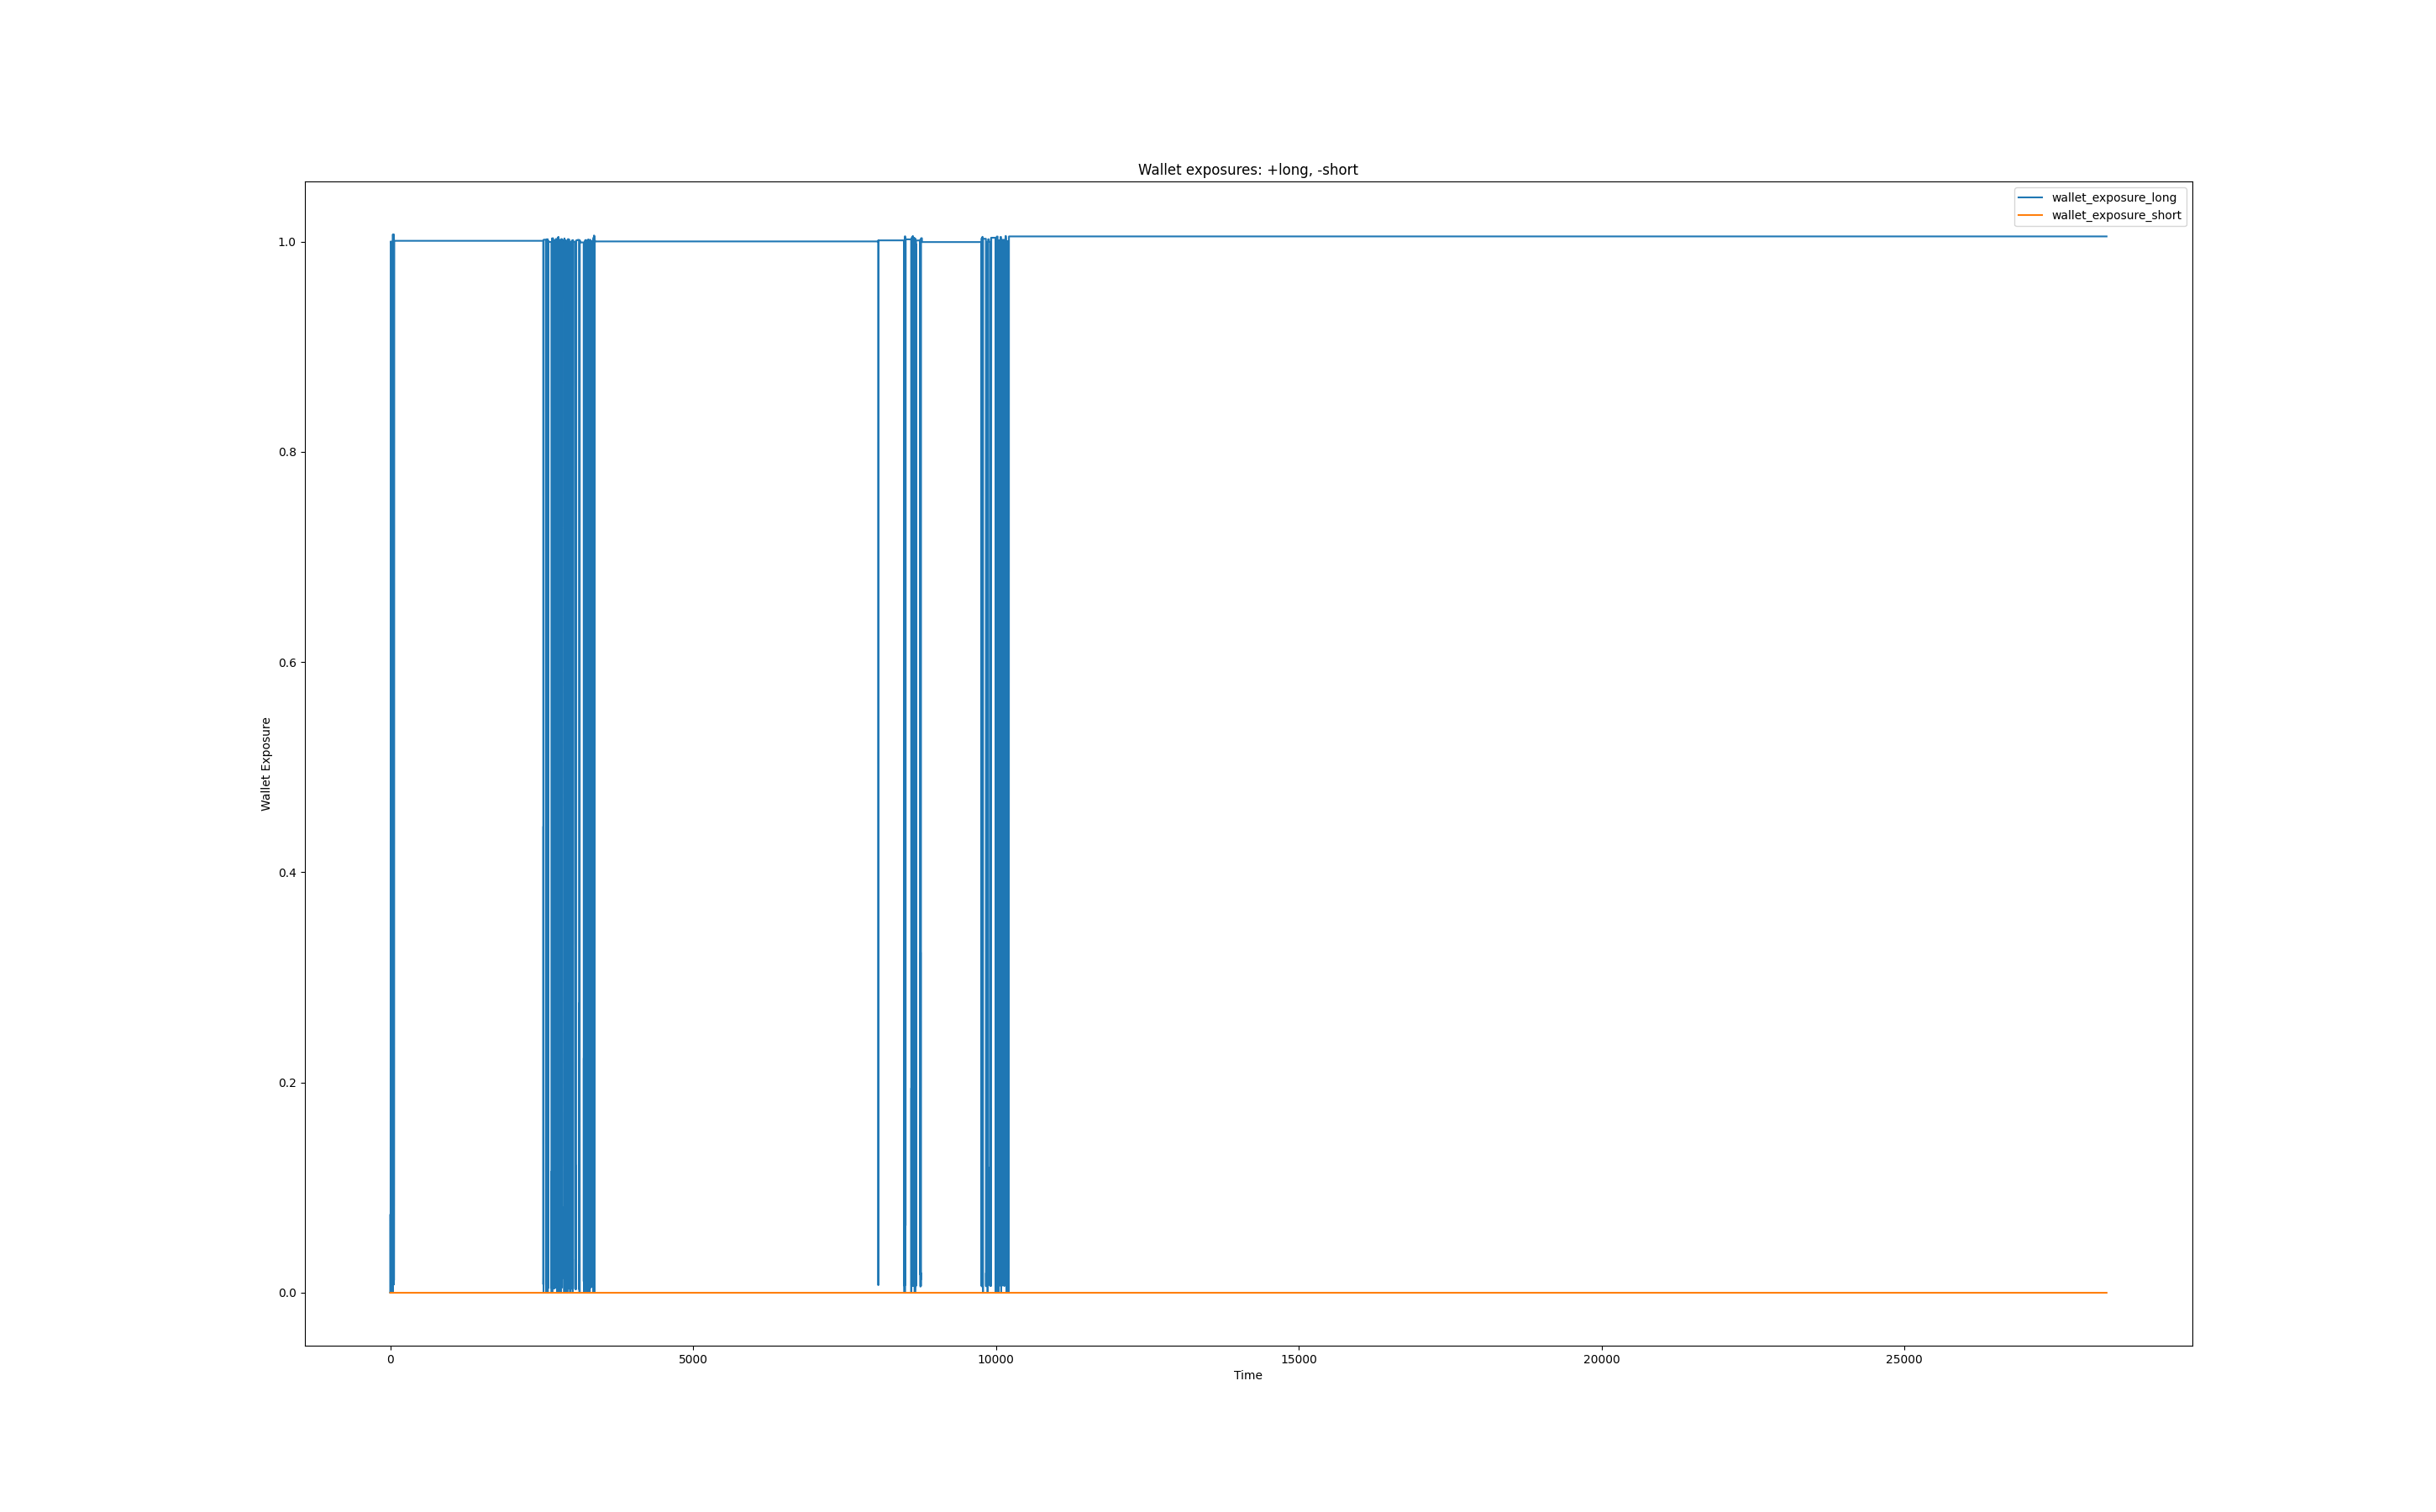 Wallet exposures: +long, -short
wallet_exposure_long
wallet_exposure_short
1.0
0.8
0.6
0.4
0.2
0.0
Wallet Exposure
0 5000 10000 15000 20000 25000
Time